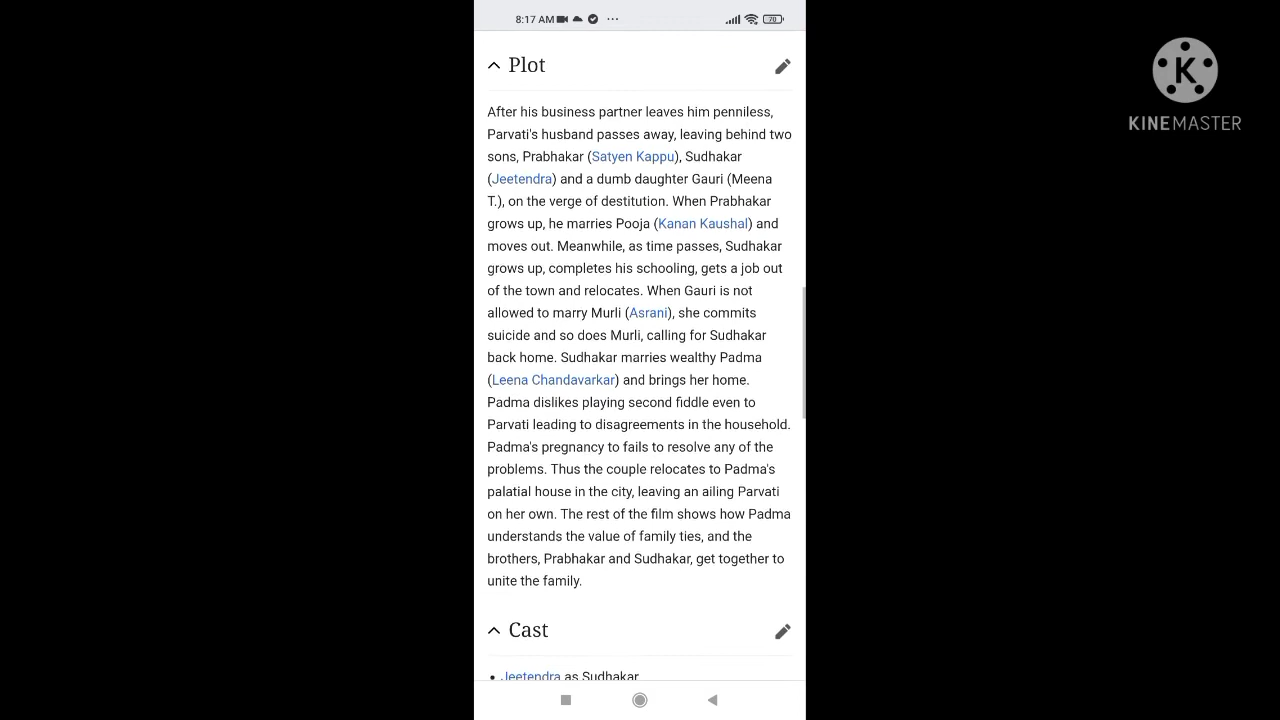 8:17 AM
70
Plot
After his business partner leaves him penniless,
Parvati's husband passes away, leaving behind two
sons, Prabhakar (Satyen Kappu), Sudhakar
(Jeetendra) and a dumb daughter Gauri (Meena
T.), on the verge of destitution. When Prabhakar
grows up, he marries Pooja (Kanan Kaushal) and
moves out. Meanwhile, as time passes, Sudhakar
grows up, completes his schooling, gets a job out
of the town and relocates. When Gauri is not
allowed to marry Murli (Asrani), she commits
suicide and so does Murli, calling for Sudhakar
back home. Sudhakar marries wealthy Padma
(Leena Chandavarkar) and brings her home.
Padma dislikes playing second fiddle even to
Parvati leading to disagreements in the household.
Padma's pregnancy to fails to resolve any of the
problems. Thus the couple relocates to Padma's
palatial house in the city, leaving an ailing Parvati
on her own. The rest of the film shows how Padma
understands the value of family ties, and the
brothers, Prabhakar and Sudhakar, get together to
unite the family.
Cast
• Jeetendra as Sudhakar
K
KINEMASTER